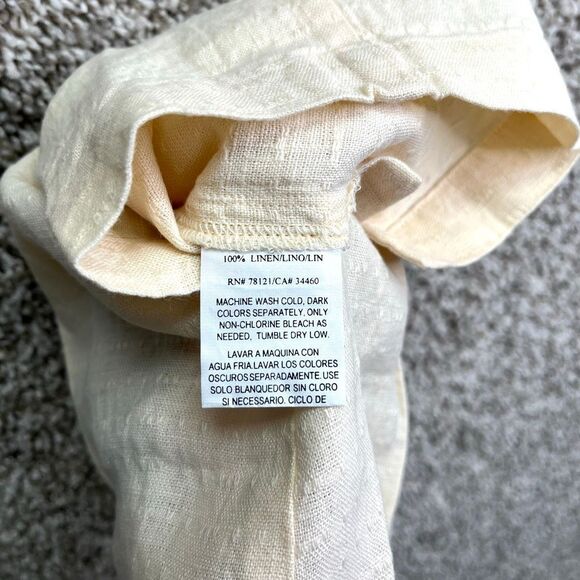 100% LINEN/LINO/LIN
RN# 78121/CA# 34460
MACHINE WASH COLD, DARK
COLORS SEPARATELY, ONLY
NON-CHLORINE BLEACH AS
NEEDED, TUMBLE DRY LOW.
LAVAR A MAQUINA CON
AGUA FRIA.LAVAR LOS COLORES
OSCUROS SEPARADAMENTE. USE
SOLO BLANQUEDOR SIN CLORO
SI NECESSARIO. CICLO DE